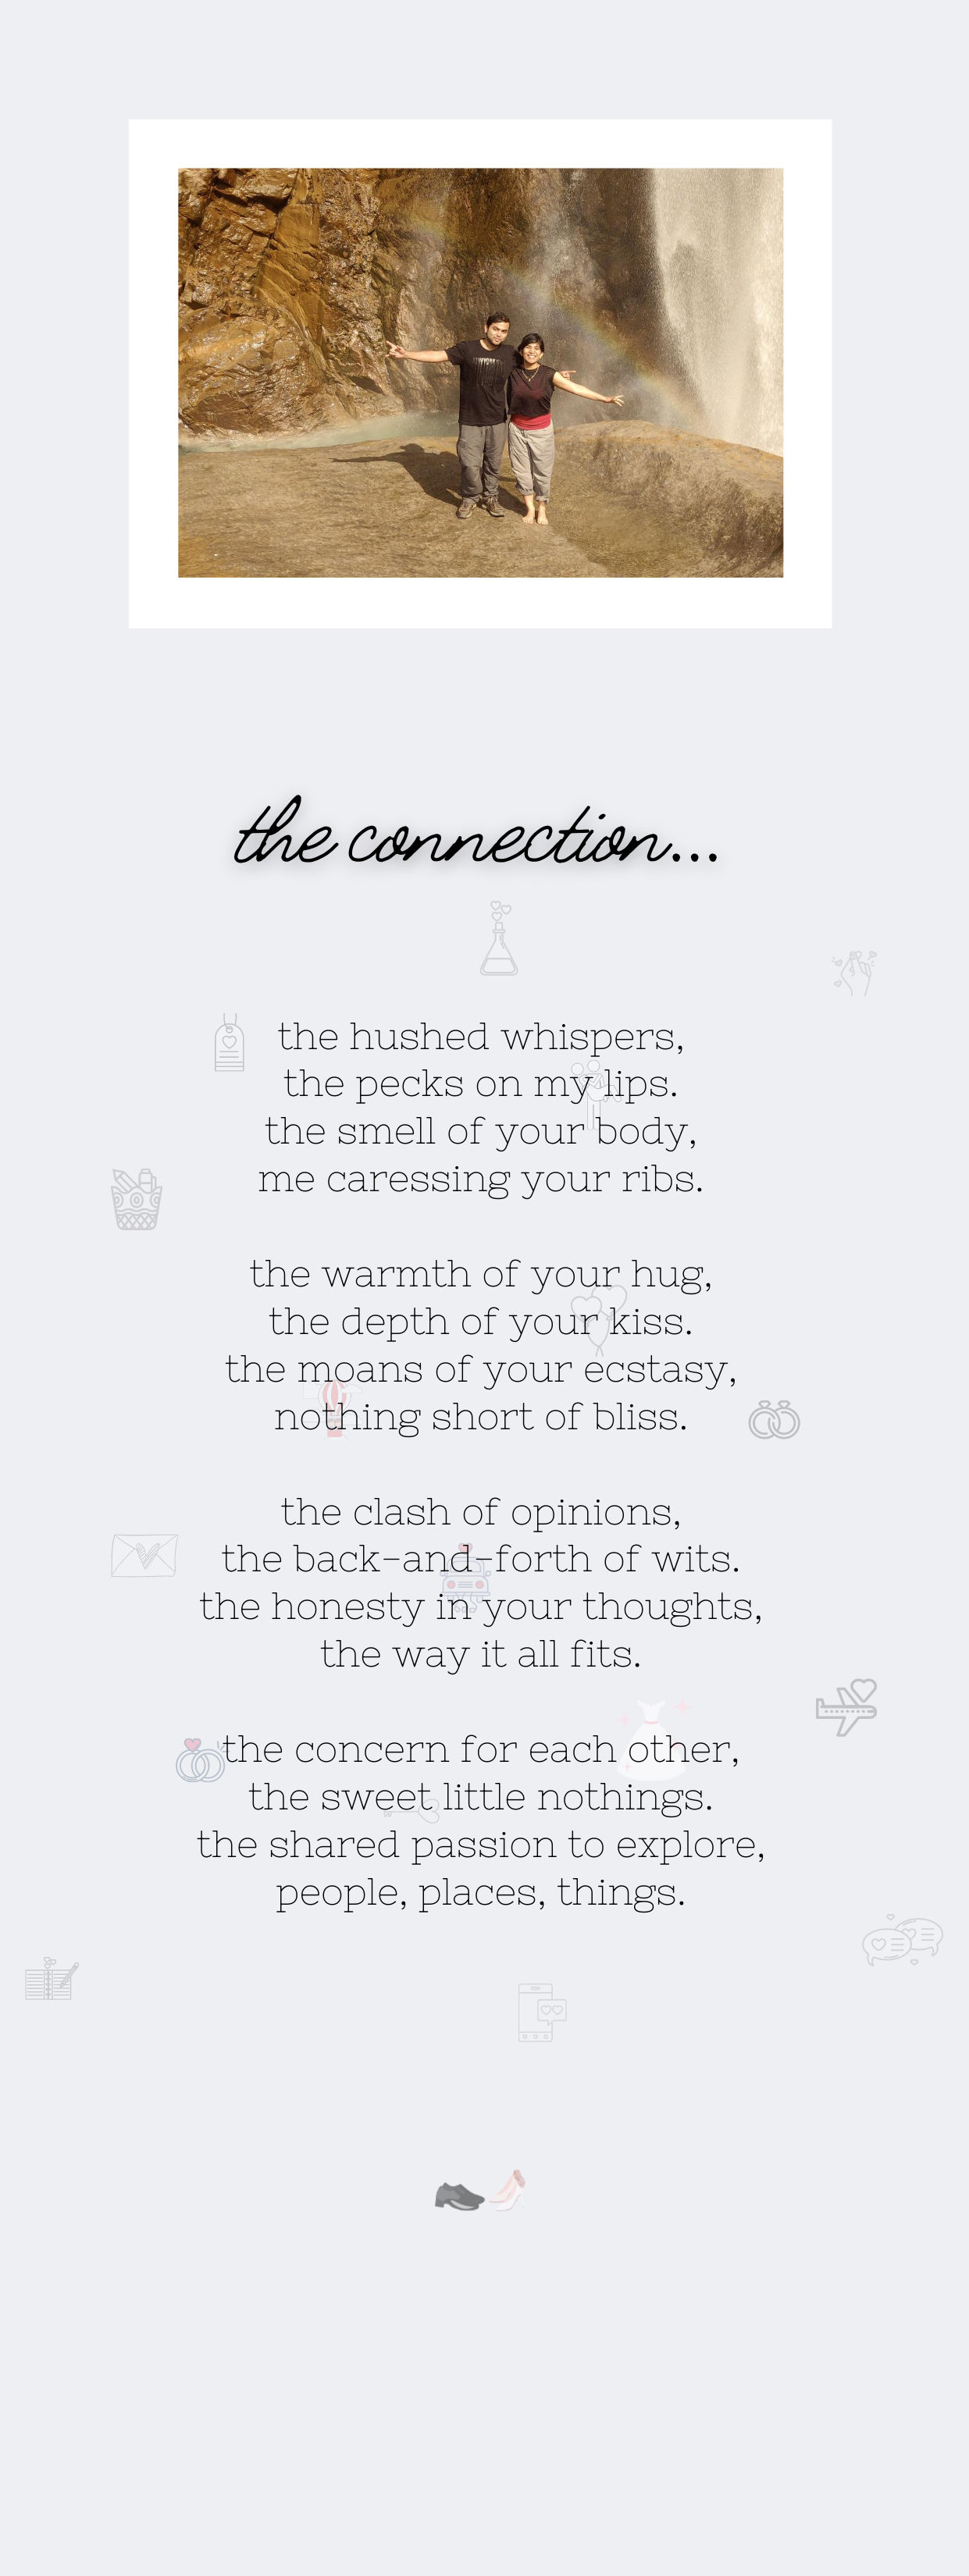 the connection...
the hushed whispers,
the pecks on my lips.
the smell of your body,
me caressing your ribs.
the warmth of your hug,
the depth of your kiss.
the moans of your ecstasy,
nothing short of bliss.
the clash of opinions,
the back-and-forth of wits.
the honesty in your thoughts,
the way it all fits.
the concern for each other,
the sweet little nothings.
the shared passion to explore,
people, places, things.